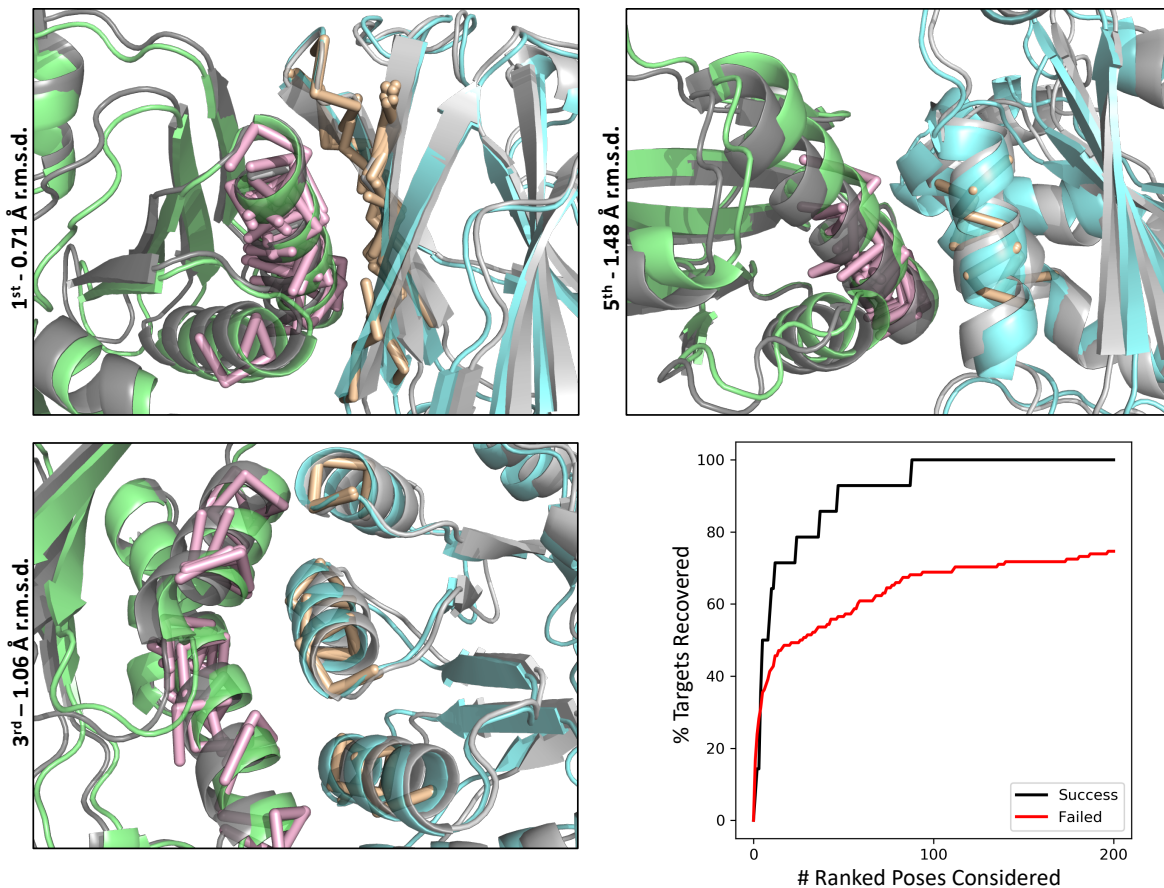 1st - 0.71 Å r.m.s.d.
5th - 1.48 Å r.m.s.d.
3rd – 1.06 Å r.m.s.d.
% Targets Recovered
100
80
60
40
20
0
Success
Failed
0 100 200
# Ranked Poses Considered